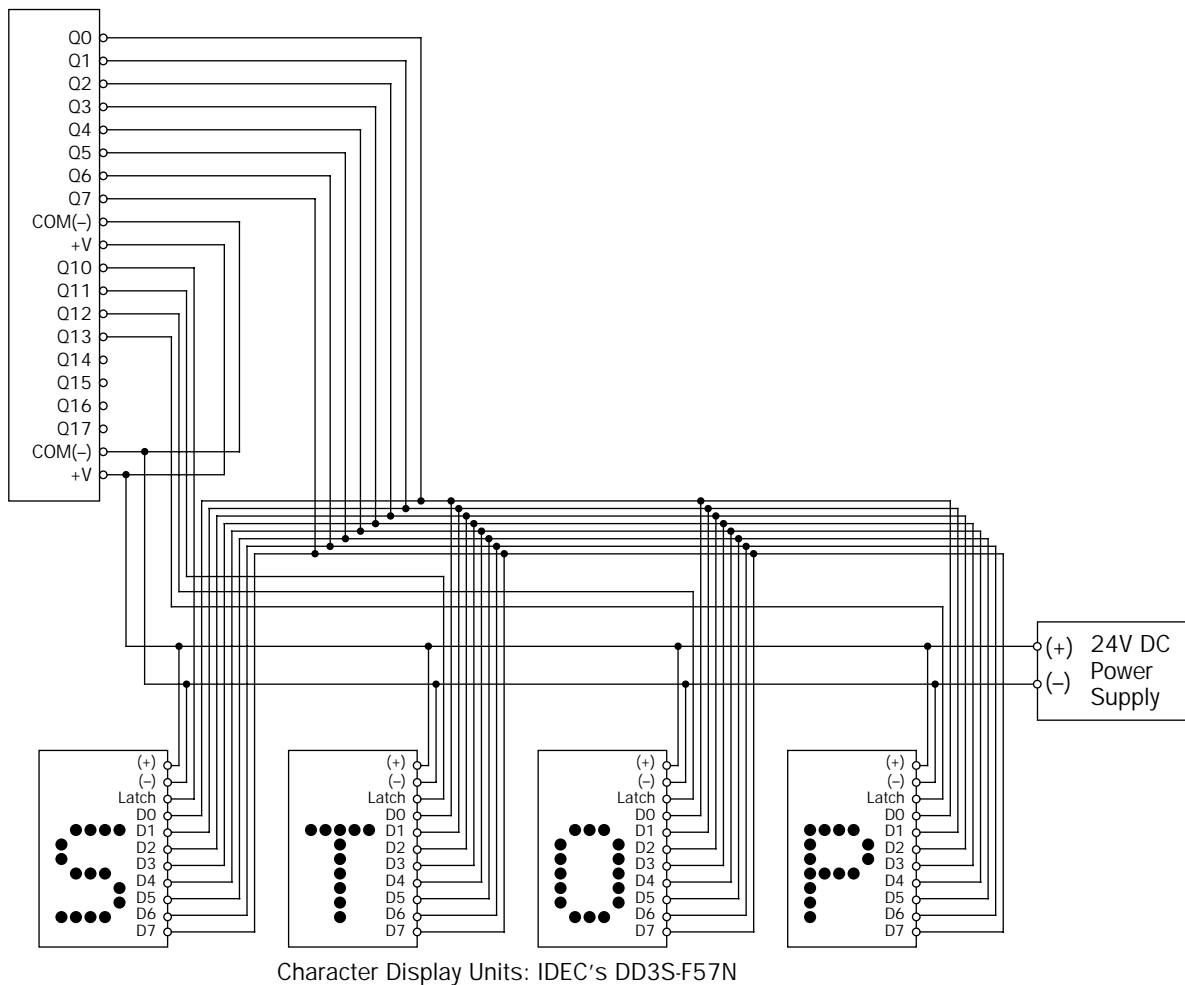 Q0
Q1
Q2
Q3
Q4
Q5
Q6
Q7
COM(–)
+V
Q10
Q11
Q12
Q13
Q14
Q15
Q16
Q17
COM(–)
+V
(+) 24V DC
Power
(–) Supply
(+)
(–)
Latch
D0
D1
D2
D3
D4
D5
D6
D7
S
(+)
(–)
Latch
D0
D1
D2
D3
D4
D5
D6
D7
T
(+)
(–)
Latch
D0
D1
D2
D3
D4
D5
D6
D7
O
(+)
(–)
Latch
D0
D1
D2
D3
D4
D5
D6
D7
P
Character Display Units: IDEC's DD3S-F57N